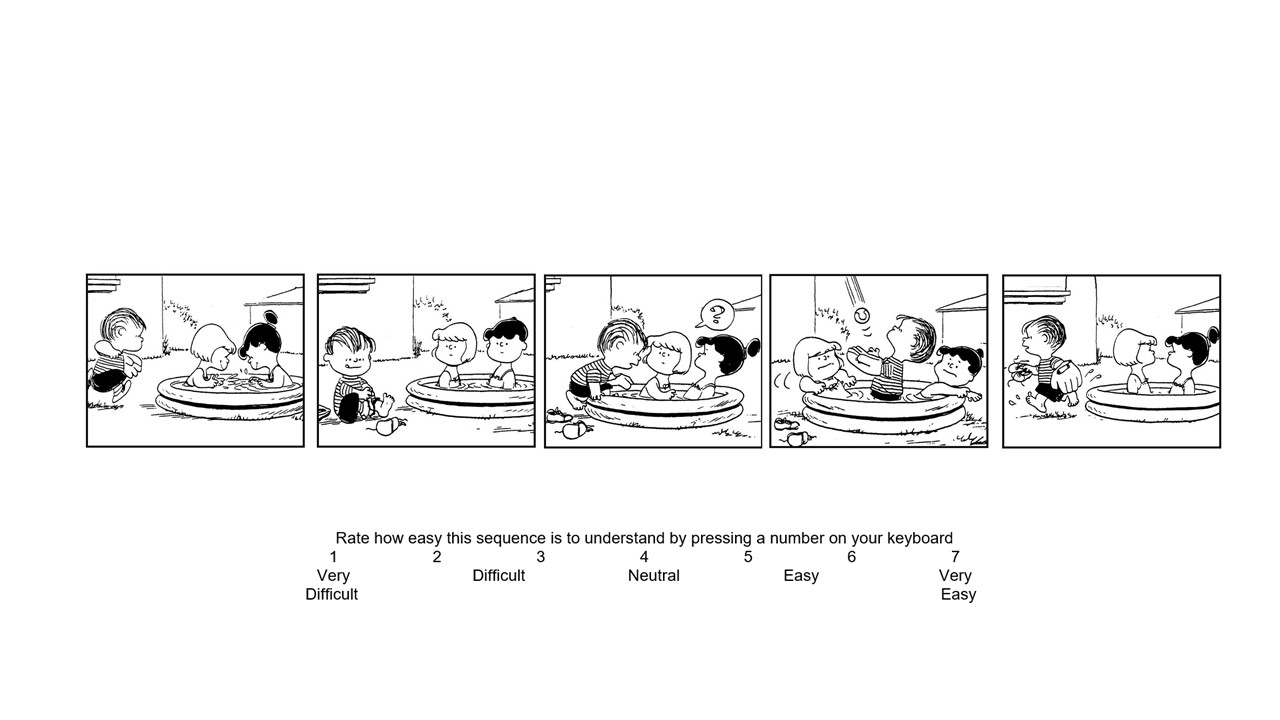 ?
Rate how easy this sequence is to understand by pressing a number on your keyboard
1 2 3 4 5 6 7
Very Difficult Neutral Easy Very
Difficult Easy